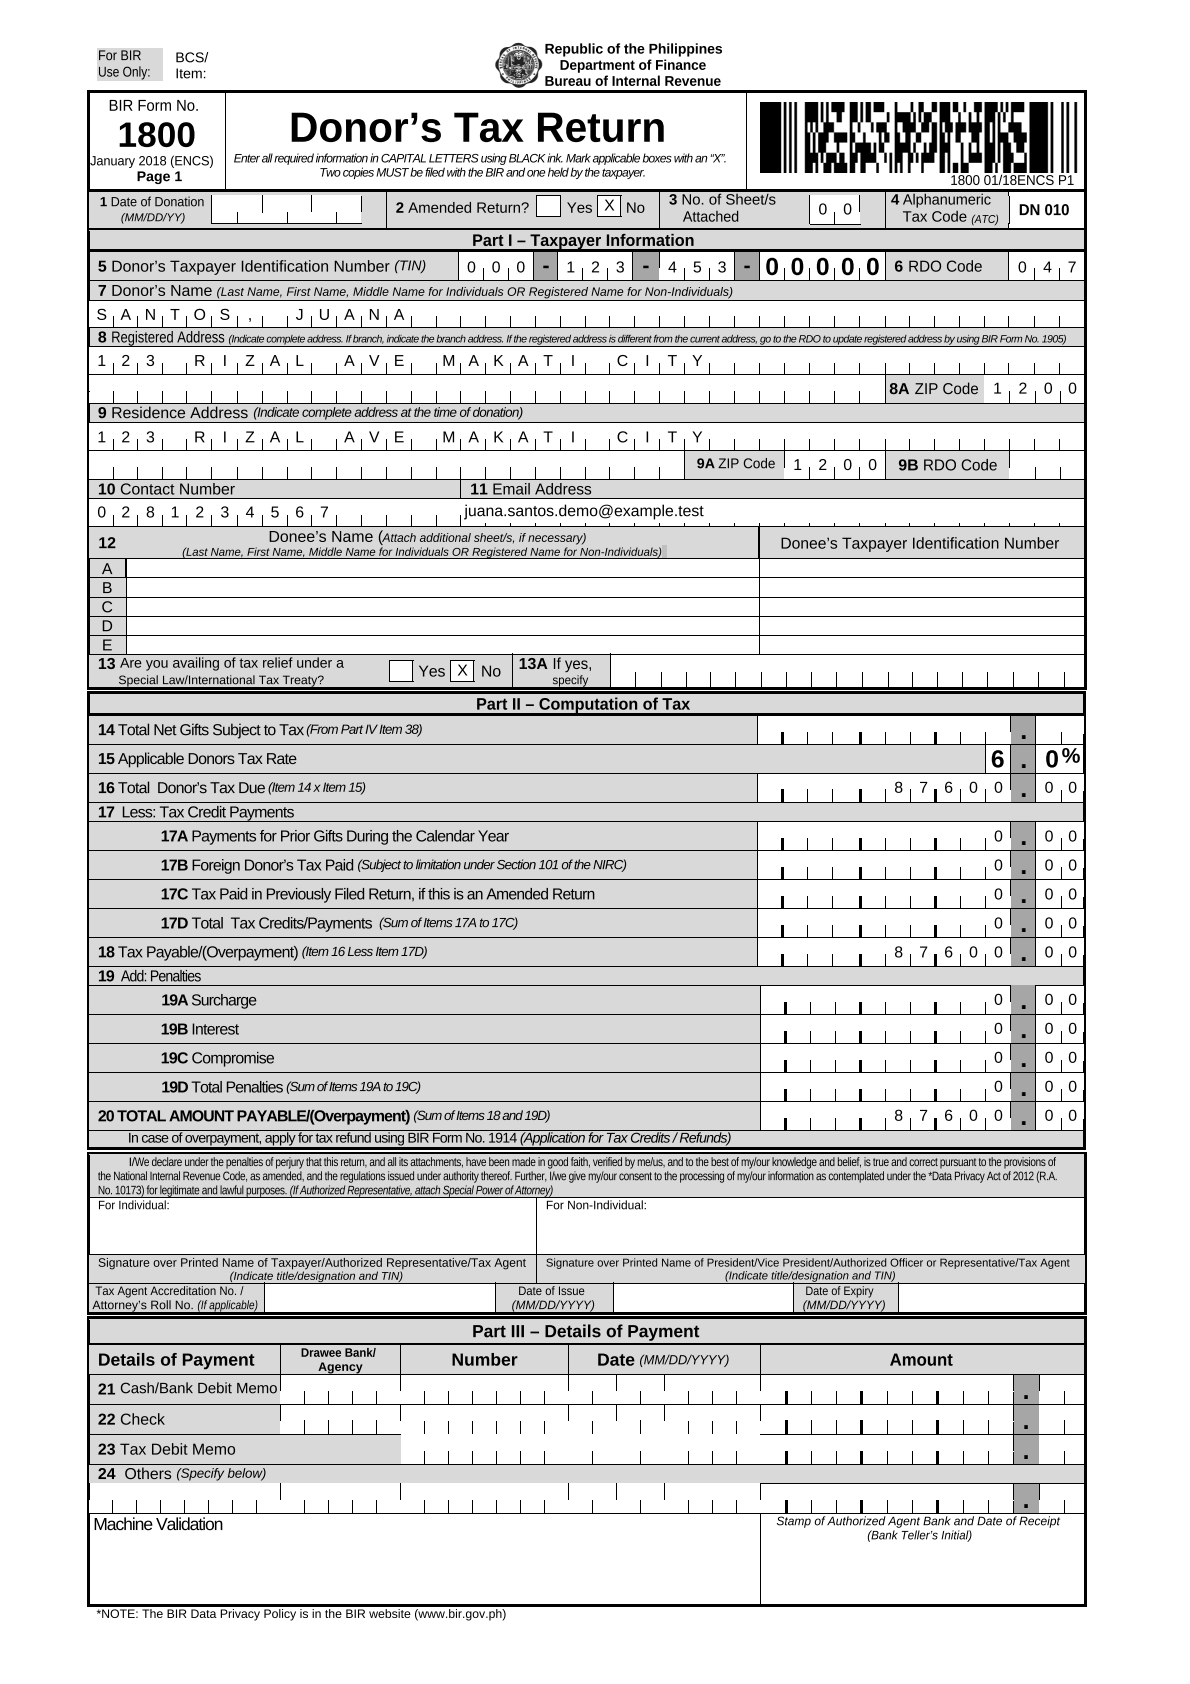 For BIR Use Only:
BCS/ Item:
Republic of the Philippines
Department of Finance
Bureau of Internal Revenue
BIR Form No.
1800
January 2018 (ENCS)
Page 1
Donor’s Tax Return
Enter all required information in CAPITAL LETTERS using BLACK ink. Mark applicable boxes with an “X”.
Two copies MUST be filed with the BIR and one held by the taxpayer.
1800 01/18ENCS P1
1 Date of Donation (MM/DD/YY)
2 Amended Return? Yes X No
3 No. of Sheet/s Attached 0 0
4 Alphanumeric Tax Code (ATC) DN 010
Part I – Taxpayer Information
5 Donor’s Taxpayer Identification Number (TIN) 0 0 0 - 1 2 3 - 4 5 3 - 0 0 0 0 0 6 RDO Code 0 4 7
7 Donor’s Name (Last Name, First Name, Middle Name for Individuals OR Registered Name for Non-Individuals)
SANTOS, JUANA
8 Registered Address (Indicate complete address. If branch, indicate the branch address. If the registered address is different from the current address, go to the RDO to update registered address by using BIR Form No. 1905)
123 RIZAL AVE MAKATI CITY
8A ZIP Code 1 2 0 0
9 Residence Address (Indicate complete address at the time of donation)
123 RIZAL AVE MAKATI CITY
9A ZIP Code 1 2 0 0 9B RDO Code
10 Contact Number 11 Email Address
0281234567 juana.santos.demo@example.test
12 Donee’s Name (Attach additional sheet/s, if necessary)
(Last Name, First Name, Middle Name for Individuals OR Registered Name for Non-Individuals)
Donee’s Taxpayer Identification Number
A
B
C
D
E
13 Are you availing of tax relief under a Special Law/International Tax Treaty? Yes X No 13A If yes, specify
Part II – Computation of Tax
14 Total Net Gifts Subject to Tax (From Part IV Item 38) .
15 Applicable Donors Tax Rate 6 . 0%
16 Total Donor’s Tax Due (Item 14 x Item 15) 8 7 6 0 0 . 0 0
17 Less: Tax Credit Payments
17A Payments for Prior Gifts During the Calendar Year 0 . 0 0
17B Foreign Donor’s Tax Paid (Subject to limitation under Section 101 of the NIRC) 0 . 0 0
17C Tax Paid in Previously Filed Return, if this is an Amended Return 0 . 0 0
17D Total Tax Credits/Payments (Sum of Items 17A to 17C) 0 . 0 0
18 Tax Payable/(Overpayment) (Item 16 Less Item 17D) 8 7 6 0 0 . 0 0
19 Add: Penalties
19A Surcharge 0 . 0 0
19B Interest 0 . 0 0
19C Compromise 0 . 0 0
19D Total Penalties (Sum of Items 19A to 19C) 0 . 0 0
20 TOTAL AMOUNT PAYABLE/(Overpayment) (Sum of Items 18 and 19D) 8 7 6 0 0 . 0 0
In case of overpayment, apply for tax refund using BIR Form No. 1914 (Application for Tax Credits / Refunds)
I/We declare under the penalties of perjury that this return, and all its attachments, have been made in good faith, verified by me/us, and to the best of my/our knowledge and belief, is true and correct pursuant to the provisions of
the National Internal Revenue Code, as amended, and the regulations issued under authority thereof. Further, I/we give my/our consent to the processing of my/our information as contemplated under the *Data Privacy Act of 2012 (R.A.
No. 10173) for legitimate and lawful purposes. (If Authorized Representative, attach Special Power of Attorney)
For Individual: For Non-Individual:
Signature over Printed Name of Taxpayer/Authorized Representative/Tax Agent
(Indicate title/designation and TIN)
Signature over Printed Name of President/Vice President/Authorized Officer or Representative/Tax Agent
(Indicate title/designation and TIN)
Tax Agent Accreditation No. / Attorney’s Roll No. (If applicable)
Date of Issue (MM/DD/YYYY)
Date of Expiry (MM/DD/YYYY)
Part III – Details of Payment
Details of Payment Drawee Bank/ Agency Number Date (MM/DD/YYYY) Amount
21 Cash/Bank Debit Memo .
22 Check .
23 Tax Debit Memo .
24 Others (Specify below)
.
Machine Validation
Stamp of Authorized Agent Bank and Date of Receipt
(Bank Teller’s Initial)
*NOTE: The BIR Data Privacy Policy is in the BIR website (www.bir.gov.ph)